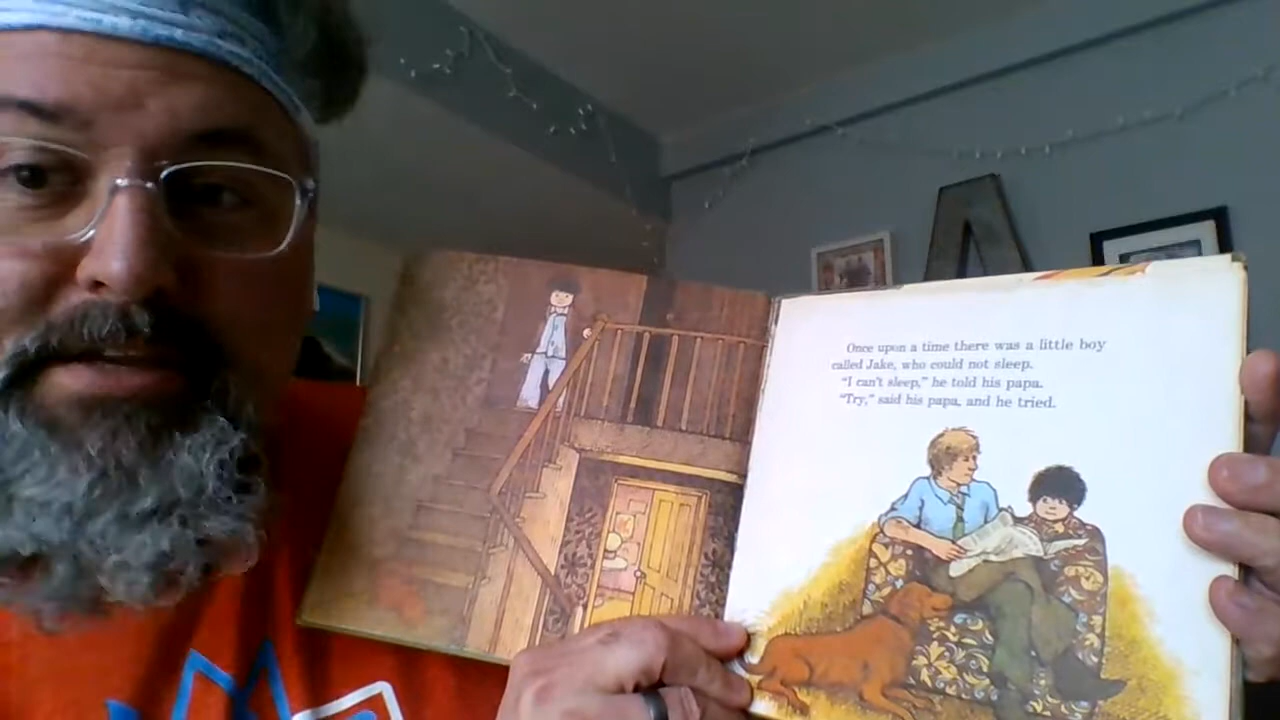 Once upon a time there was a little boy
called Jake, who could not sleep.
"I can't sleep," he told his papa.
"Try," said his papa, and he tried.
A